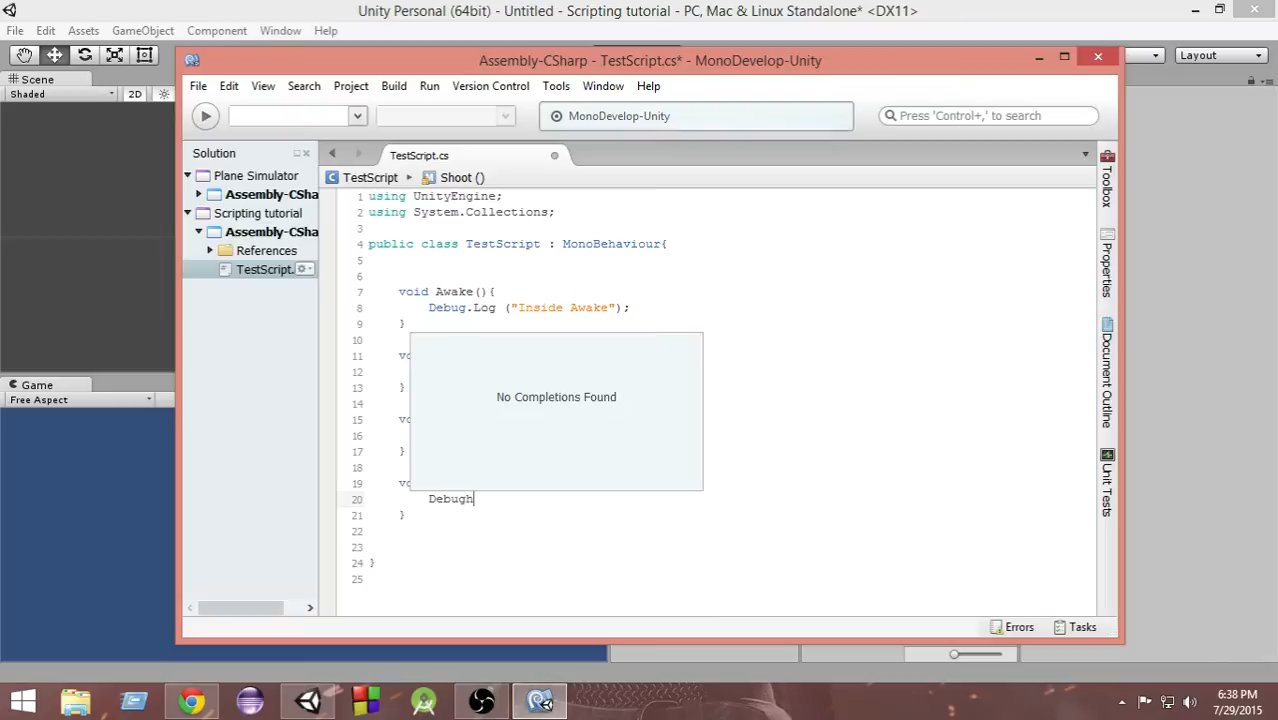 Unity Personal (64bit) - Untitled - Scripting tutorial - PC, Mac & Linux Standalone* <DX11>
File Edit Assets GameObject Component Window Help
Layout
Scene
Shaded 2D
Game
Free Aspect
Assembly-CSharp - TestScript.cs* - MonoDevelop-Unity
File Edit View Search Project Build Run Version Control Tools Window Help
MonoDevelop-Unity
Press 'Control+,' to search
Solution
Plane Simulator
Assembly-CSha
Scripting tutorial
Assembly-CSha
References
TestScript.
TestScript.cs
TestScript Shoot ()
1 using UnityEngine;
2 using System.Collections;
3
4 public class TestScript : MonoBehaviour{
5
6
7 void Awake(){
8 Debug.Log ("Inside Awake");
9 }
10
11 vo
12
13 }
14
15 vo
16
17 }
18
19 vo
20 Debugh
21 }
22
23
24 }
25
No Completions Found
Toolbox
Properties
Document Outline
Unit Tests
Errors Tasks
6:38 PM
7/29/2015